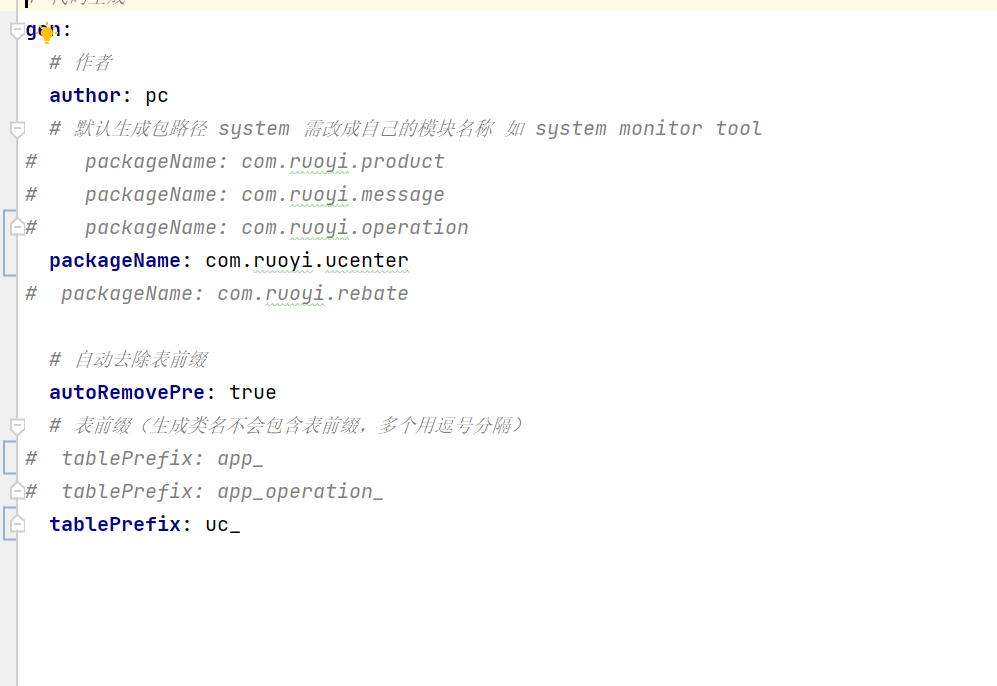 # 代码生成
gen:
# 作者
author: pc
# 默认生成包路径 system 需改成自己的模块名称 如 system monitor tool
#    packageName: com.ruoyi.product
#    packageName: com.ruoyi.message
#    packageName: com.ruoyi.operation
packageName: com.ruoyi.ucenter
#  packageName: com.ruoyi.rebate
# 自动去除表前缀
autoRemovePre: true
# 表前缀（生成类名不会包含表前缀，多个用逗号分隔）
#  tablePrefix: app_
#  tablePrefix: app_operation_
tablePrefix: uc_